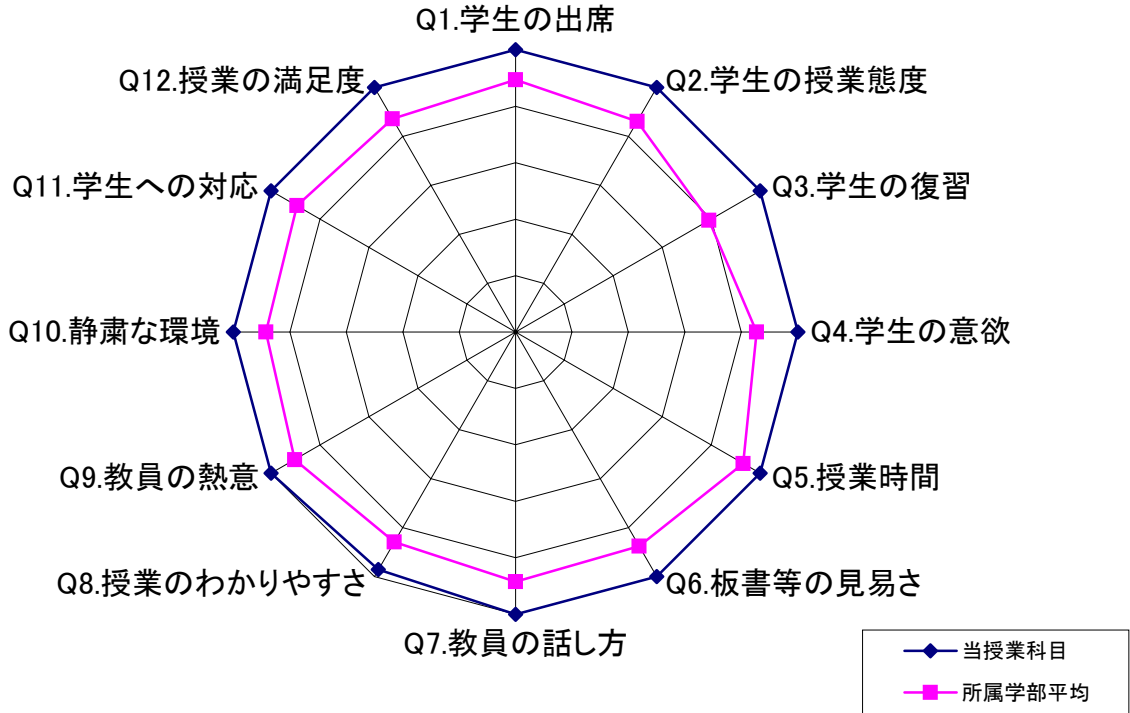 Q1.学生の出席
Q2.学生の授業態度
Q3.学生の復習
Q4.学生の意欲
Q5.授業時間
Q6.板書等の見易さ
Q7.教員の話し方
Q8.授業のわかりやすさ
Q9.教員の熱意
Q10.静粛な環境
Q11.学生への対応
Q12.授業の満足度
当授業科目
所属学部平均